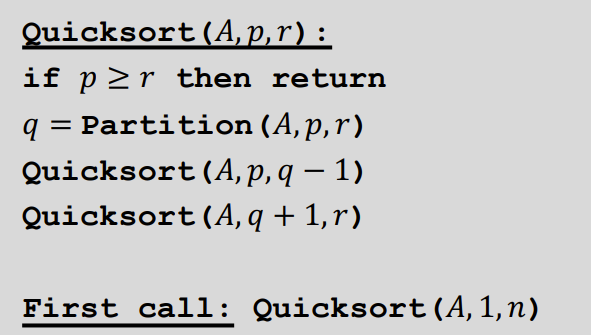 Quicksort(A,p,r):
if p ≥ r then return
q = Partition(A,p,r)
Quicksort(A,p,q − 1)
Quicksort(A,q + 1,r)
First call: Quicksort(A,1,n)